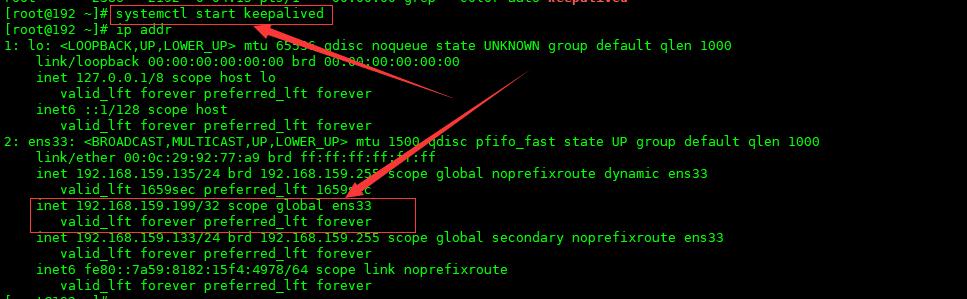 [root@192 ~]# systemctl start keepalived
[root@192 ~]# ip addr
1: lo: <LOOPBACK,UP,LOWER_UP> mtu 65536 qdisc noqueue state UNKNOWN group default qlen 1000
link/loopback 00:00:00:00:00:00 brd 00:00:00:00:00:00
inet 127.0.0.1/8 scope host lo
valid_lft forever preferred_lft forever
inet6 ::1/128 scope host
valid_lft forever preferred_lft forever
2: ens33: <BROADCAST,MULTICAST,UP,LOWER_UP> mtu 1500 qdisc pfifo_fast state UP group default qlen 1000
link/ether 00:0c:29:92:77:a9 brd ff:ff:ff:ff:ff:ff
inet 192.168.159.135/24 brd 192.168.159.255 scope global noprefixroute dynamic ens33
valid_lft 1659sec preferred_lft 1659sec
inet 192.168.159.199/32 scope global ens33
valid_lft forever preferred_lft forever
inet 192.168.159.133/24 brd 192.168.159.255 scope global secondary noprefixroute ens33
valid_lft forever preferred_lft forever
inet6 fe80::7a59:8182:15f4:4978/64 scope link noprefixroute
valid_lft forever preferred_lft forever